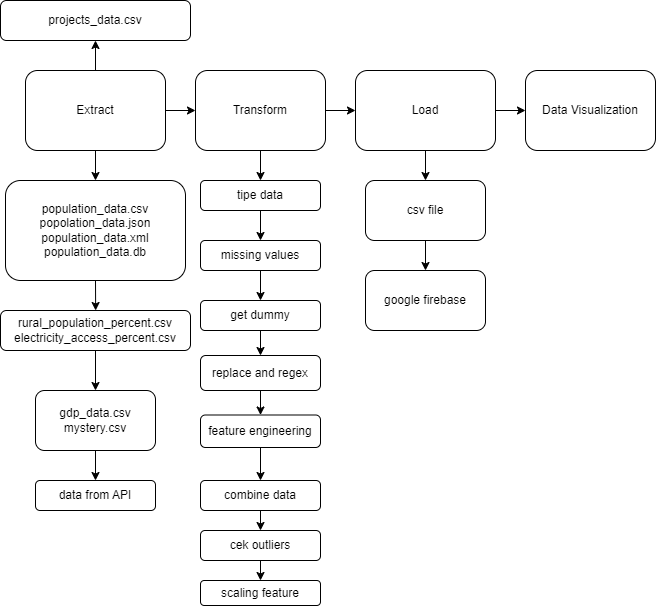 projects_data.csv
Extract
Transform
Load
Data Visualization
population_data.csv
popolation_data.json
population_data.xml
population_data.db
rural_population_percent.csv
electricity_access_percent.csv
gdp_data.csv
mystery.csv
data from API
tipe data
missing values
get dummy
replace and regex
feature engineering
combine data
cek outliers
scaling feature
csv file
google firebase